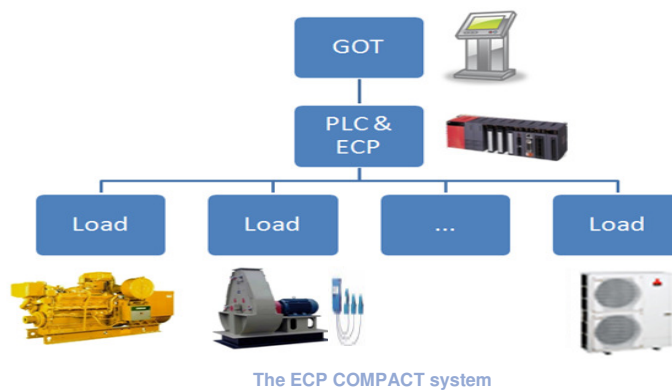 GOT
PLC &
ECP
Load
Load
...
Load
The ECP COMPACT system